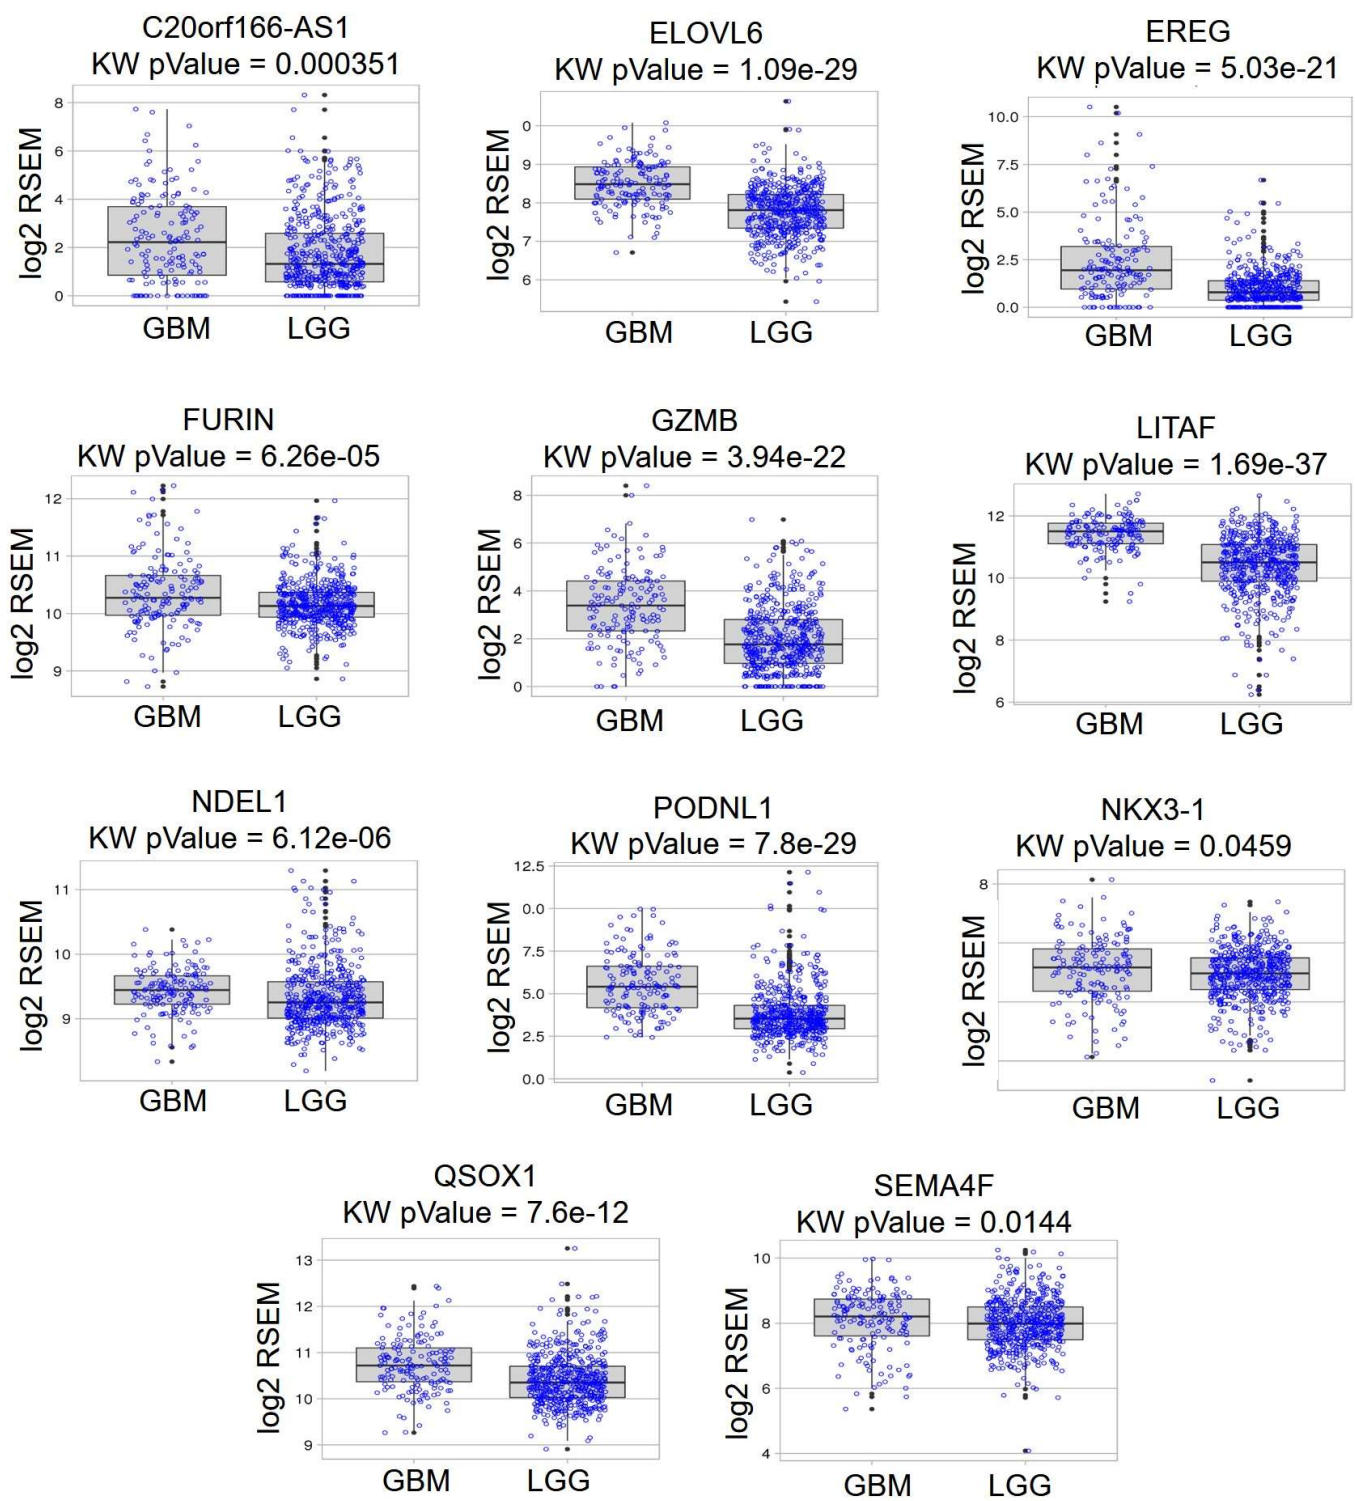 C20orf166-AS1
KW pValue = 0.000351
log2 RSEM
8
6
4
2
0
GBM LGG
ELOVL6
KW pValue = 1.09e-29
log2 RSEM
0
9
8
7
6
GBM LGG
EREG
KW pValue = 5.03e-21
log2 RSEM
10.0
7.5
5.0
2.5
0.0
GBM LGG
FURIN
KW pValue = 6.26e-05
log2 RSEM
12
11
10
9
GBM LGG
GZMB
KW pValue = 3.94e-22
log2 RSEM
8
6
4
2
0
GBM LGG
LITAF
KW pValue = 1.69e-37
log2 RSEM
12
10
8
6
GBM LGG
NDEL1
KW pValue = 6.12e-06
log2 RSEM
11
10
9
GBM LGG
PODNL1
KW pValue = 7.8e-29
log2 RSEM
12.5
0.0
7.5
5.0
2.5
0.0
GBM LGG
NKX3-1
KW pValue = 0.0459
log2 RSEM
8
GBM LGG
QSOX1
KW pValue = 7.6e-12
log2 RSEM
13
12
11
10
9
GBM LGG
SEMA4F
KW pValue = 0.0144
log2 RSEM
10
8
6
4
GBM LGG